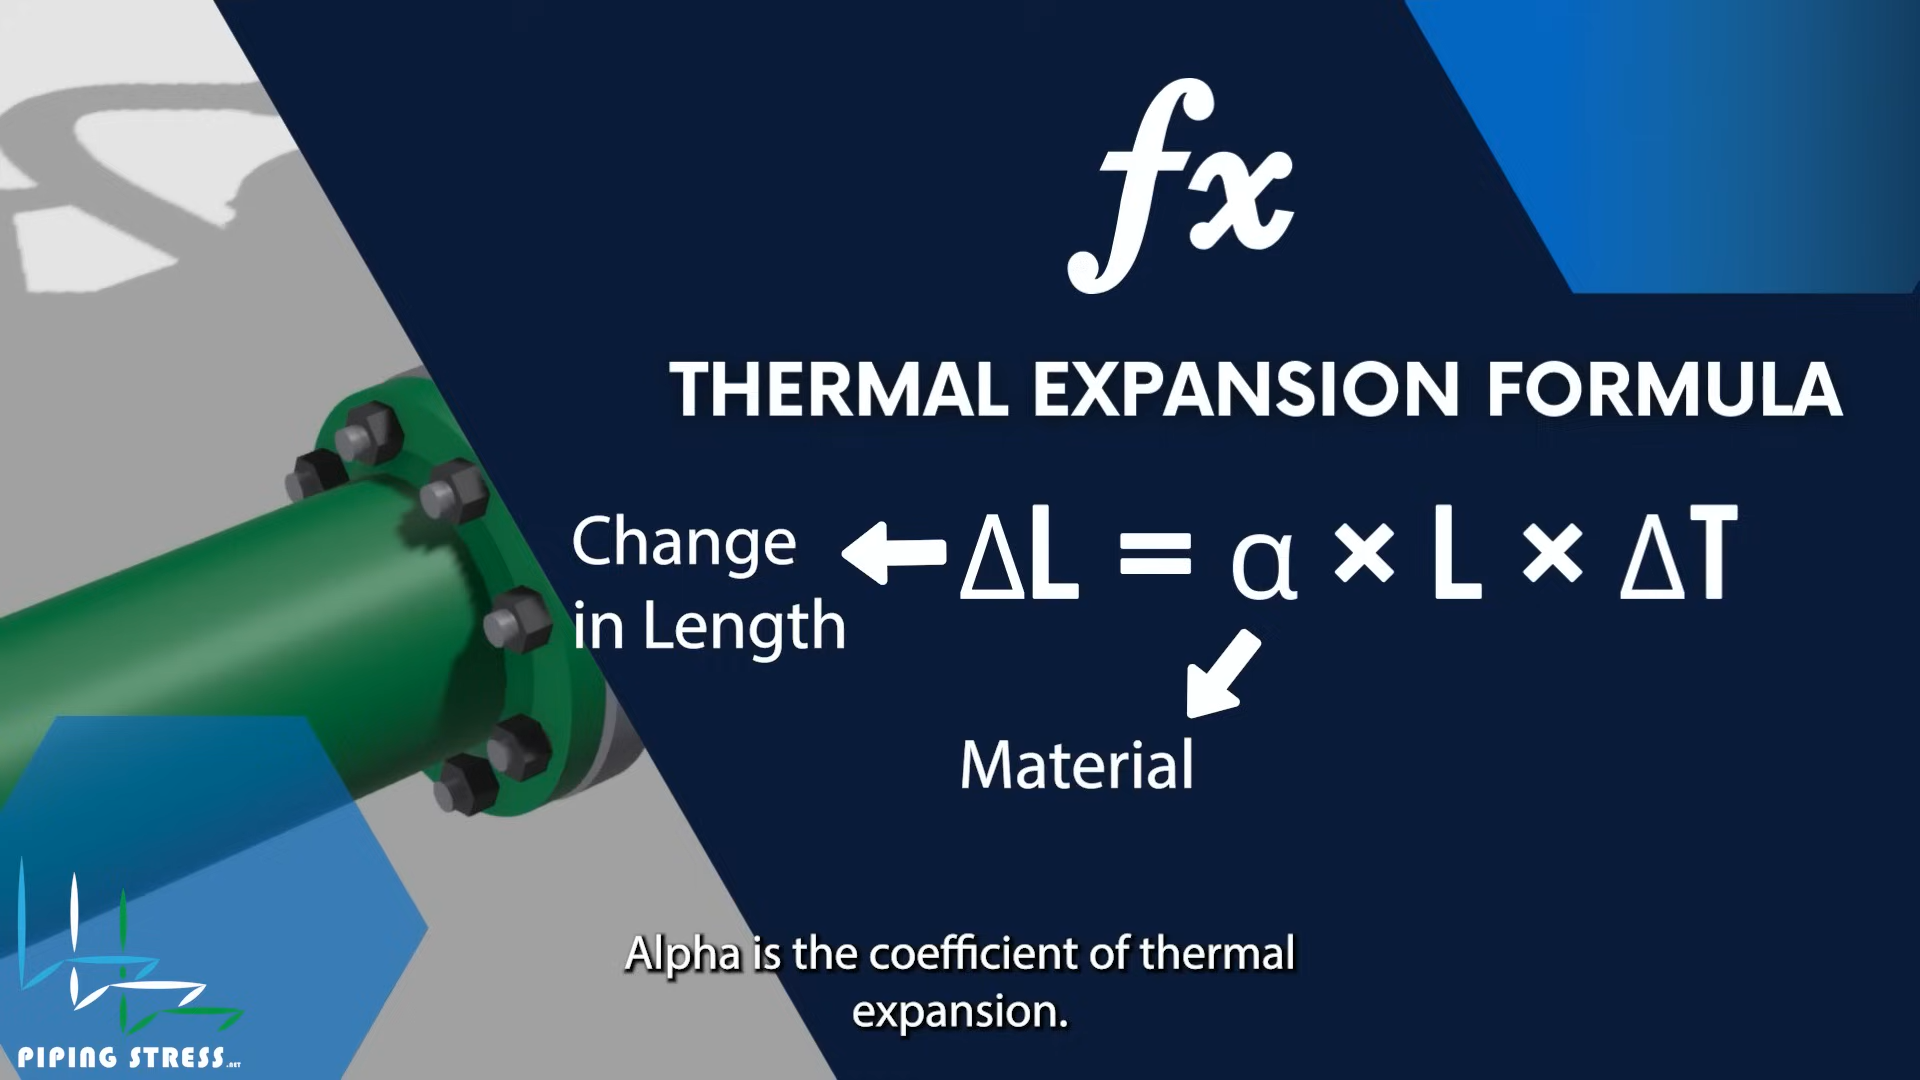 fx
THERMAL EXPANSION FORMULA
Change
in Length
ΔL = α × L × ΔT
Material
Alpha is the coefficient of thermal
expansion.
PIPING STRESS.NET